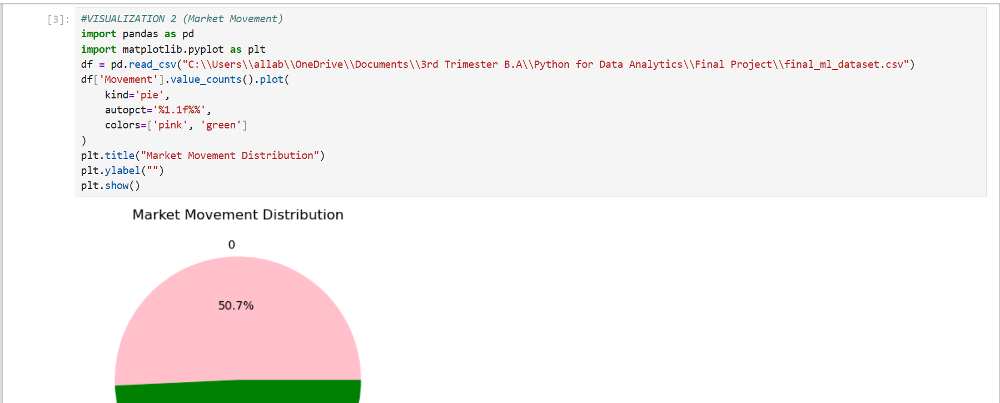 [3]: #VISUALIZATION 2 (Market Movement)
import pandas as pd
import matplotlib.pyplot as plt
df = pd.read_csv("C:\\Users\\allab\\OneDrive\\Documents\\3rd Trimester B.A\\Python for Data Analytics\\Final Project\\final_ml_dataset.csv")
df['Movement'].value_counts().plot(
    kind='pie',
    autopct='%1.1f%%',
    colors=['pink', 'green']
)
plt.title("Market Movement Distribution")
plt.ylabel("")
plt.show()
Market Movement Distribution
0
50.7%